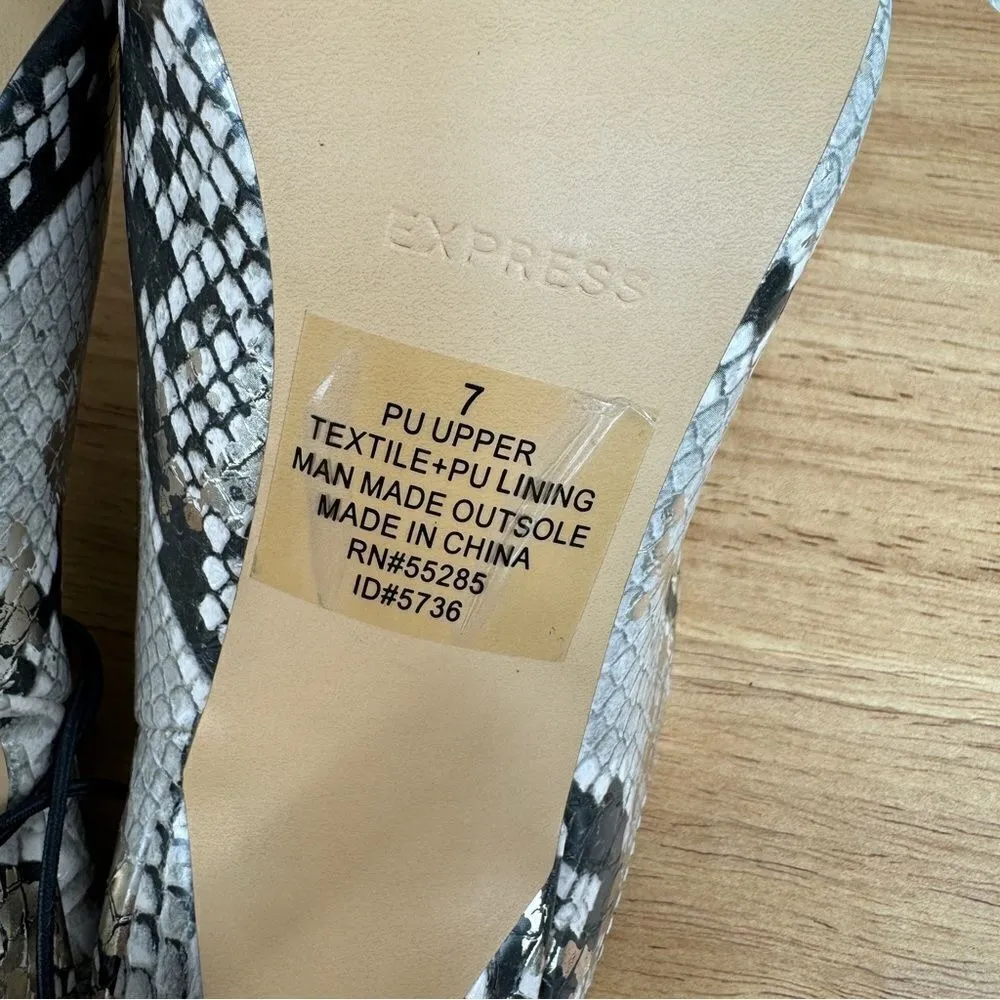 EXPRESS
7
PU UPPER
TEXTILE+PU LINING
MAN MADE OUTSOLE
MADE IN CHINA
RN#55285
ID#5736